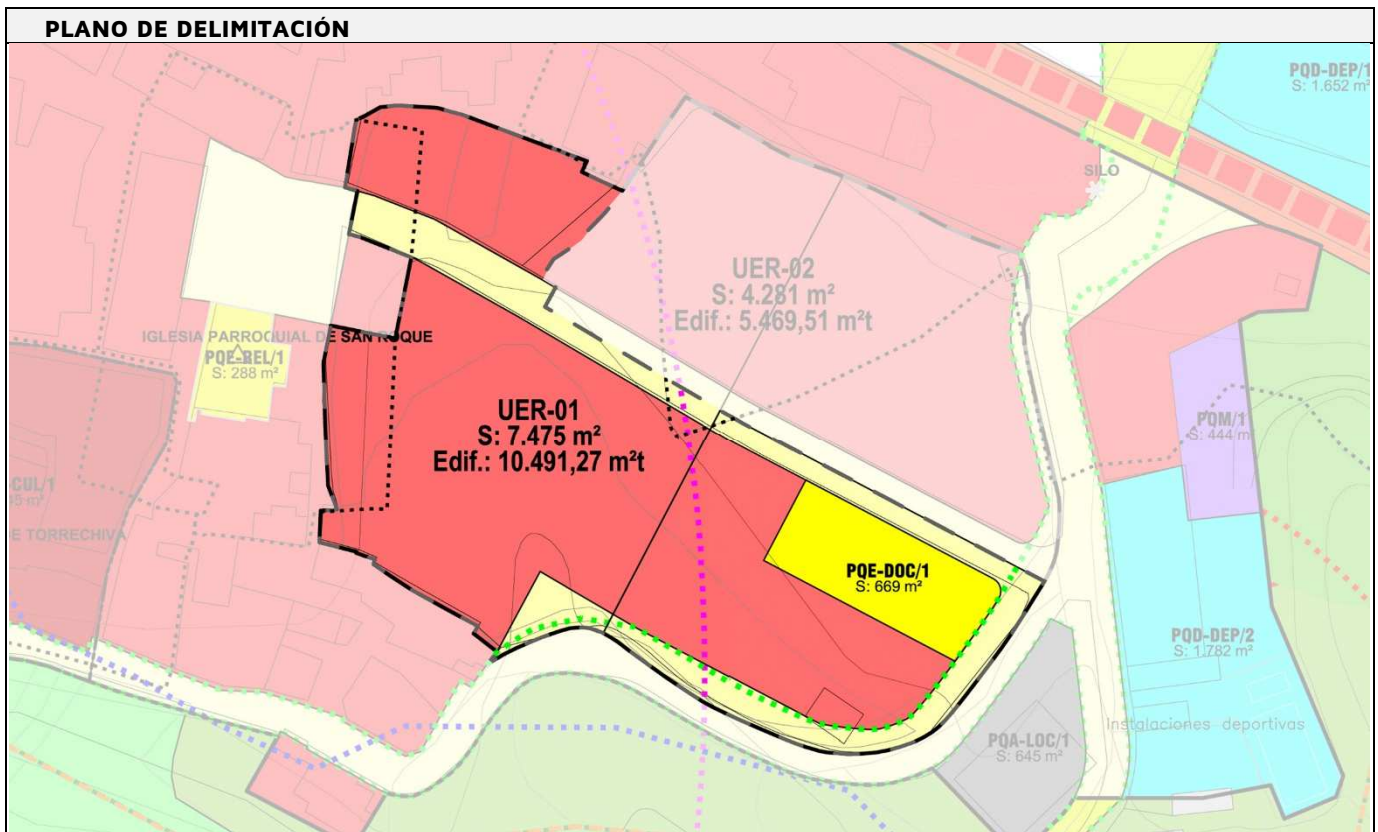 PLANO DE DELIMITACIÓN
PQD-DEP/1
S: 1.652 m²
SILO
UER-02
S: 4.281 m²
Edif.: 5.469,51 m²t
IGLESIA PARROQUIAL DE SAN ROQUE
PQE-REL/1
S: 288 m²
UER-01
S: 7.475 m²
Edif.: 10.491,27 m²t
PQM/1
S: 444 m
-CUL/1
5 m²
E TORRECHIVA
PQE-DOC/1
S: 669 m²
PQD-DEP/2
S: 1.782 m²
Instalaciones deportivas
PQA-LOC/1
S: 645 m²